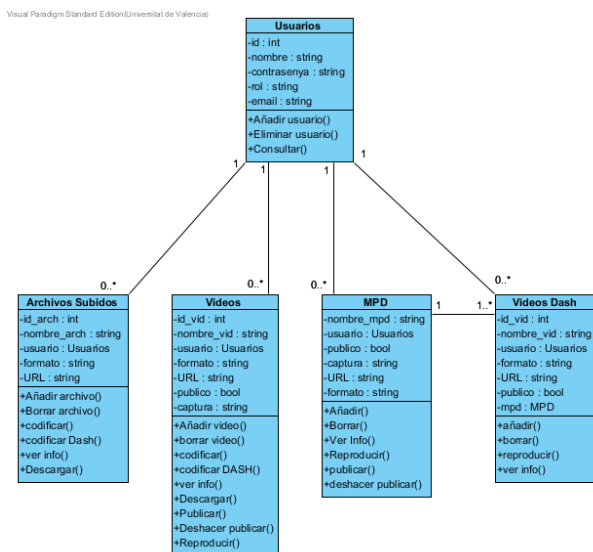 Visual Paradigm Standard Edition(Universitat de Valencia)
Usuarios
-id : int
-nombre : string
-contrasenya : string
-rol : string
-email : string
+Añadir usuario()
+Eliminar usuario()
+Consultar()
1
1
1
1
0..*
0..*
0..*
0..*
Archivos Subidos
-id_arch : int
-nombre_arch : string
-usuario : Usuarios
-formato : string
-URL : string
+Añadir archivo()
+Borrar archivo()
+codificar()
+codificar Dash()
+ver info()
+Descargar()
Videos
-id_vid : int
-nombre_vid : string
-usuario : Usuarios
-formato : string
-URL : string
-publico : bool
-captura : string
+Añadir video()
+borrar video()
+codificar()
+codificar DASH()
+ver info()
+Descargar()
+Publicar()
+Deshacer publicar()
+Reproducir()
MPD
-nombre_mpd : string
-usuario : Usuarios
-publico : bool
-captura : string
-URL : string
-formato : string
+Añadir()
+Borrar()
+Ver Info()
+Reproducir()
+publicar()
+deshacer publicar()
1
1..*
Videos Dash
-id_vid : int
-nombre_vid : string
-usuario : Usuarios
-formato : string
-URL : string
-publico : bool
-mpd : MPD
+añadir()
+borrar()
+reproducir()
+ver info()